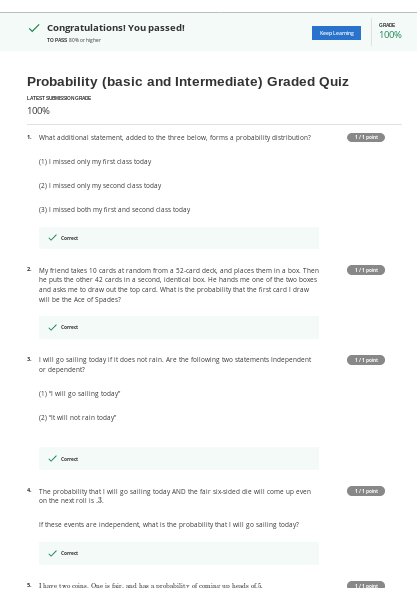 Congratulations! You passed!
TO PASS 80% or higher
Keep Learning
GRADE
100%
Probability (basic and Intermediate) Graded Quiz
LATEST SUBMISSION GRADE
100%
1. What additional statement, added to the three below, forms a probability distribution? 1 / 1 point
(1) I missed only my first class today
(2) I missed only my second class today
(3) I missed both my first and second class today
Correct
2. My friend takes 10 cards at random from a 52-card deck, and places them in a box. Then 1 / 1 point
he puts the other 42 cards in a second, identical box. He hands me one of the two boxes
and asks me to draw out the top card. What is the probability that the first card I draw
will be the Ace of Spades?
Correct
3. I will go sailing today if it does not rain. Are the following two statements Independent 1 / 1 point
or dependent?
(1) "I will go sailing today"
(2) "It will not rain today"
Correct
4. The probability that I will go sailing today AND the fair six-sided die will come up even 1 / 1 point
on the next roll is .3.
If these events are independent, what is the probability that I will go sailing today?
Correct
5. I have two coins. One is fair, and has a probability of coming up heads of .5. 1 / 1 point